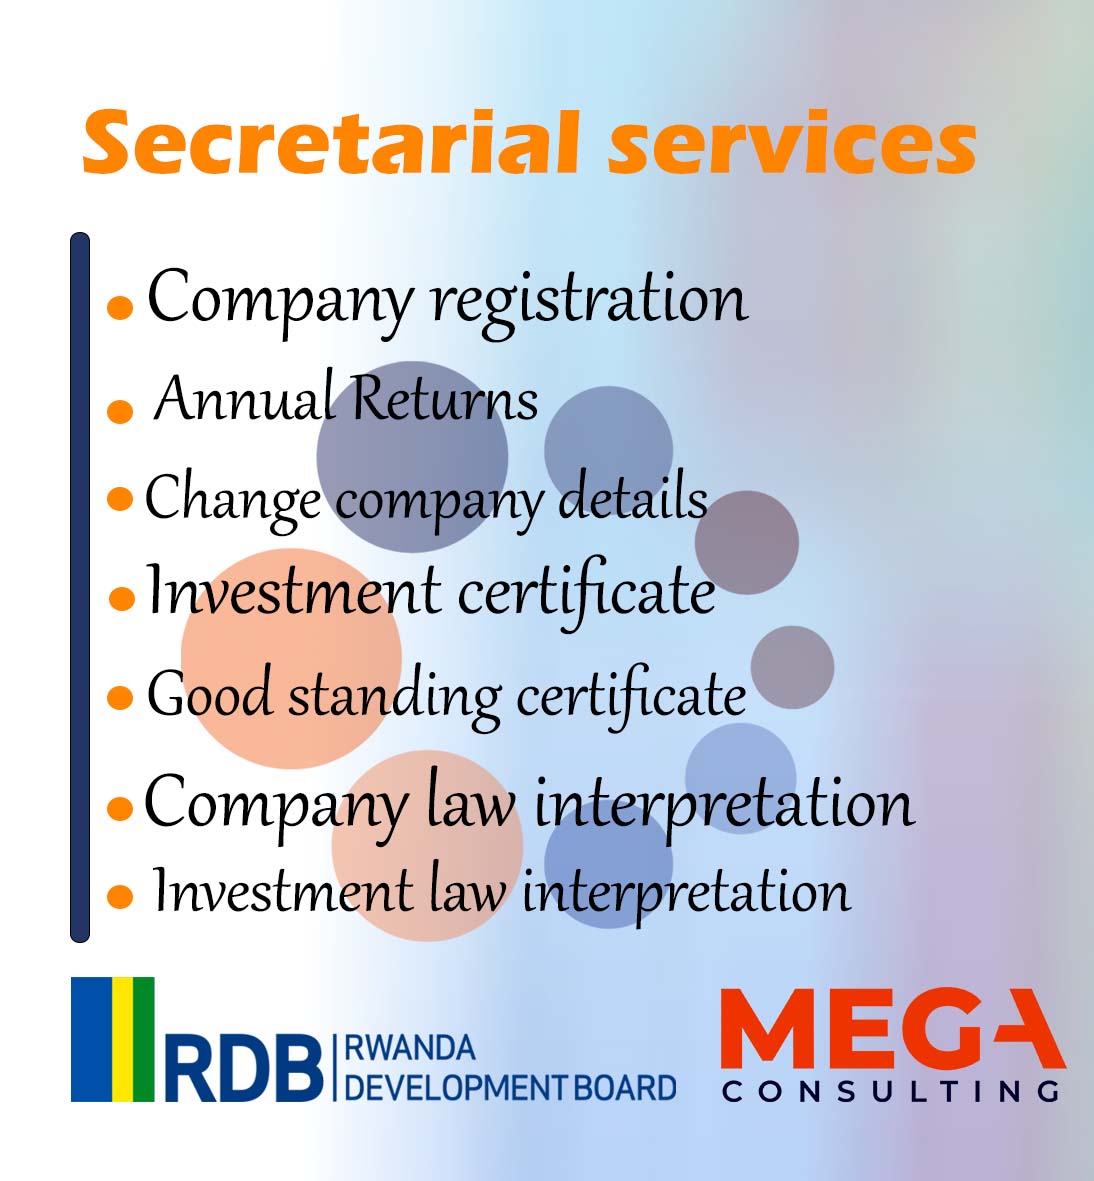 Secretarial services
Company registration
Annual Returns
Change company details
Investment certificate
Good standing certificate
Company law interpretation
Investment law interpretation
RDB
RWANDA
DEVELOPMENT BOARD
MEGA
CONSULTING